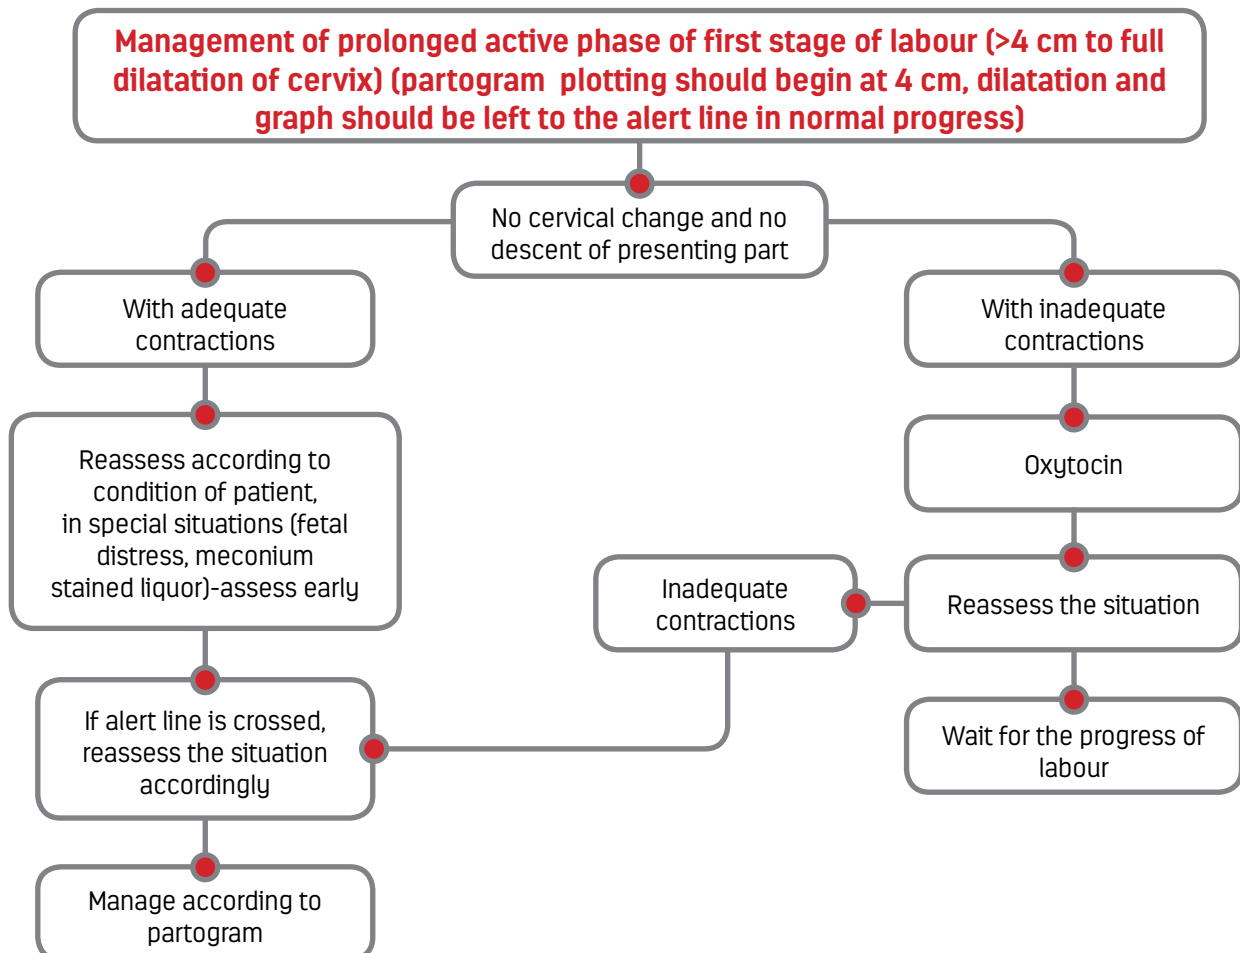 Management of prolonged active phase of first stage of labour (>4 cm to full
dilatation of cervix) (partogram plotting should begin at 4 cm, dilatation and
graph should be left to the alert line in normal progress)
No cervical change and no
descent of presenting part
With adequate
contractions
With inadequate
contractions
Reassess according to
condition of patient,
in special situations (fetal
distress, meconium
stained liquor)-assess early
Oxytocin
Inadequate
contractions
Reassess the situation
If alert line is crossed,
reassess the situation
accordingly
Wait for the progress of
labour
Manage according to
partogram